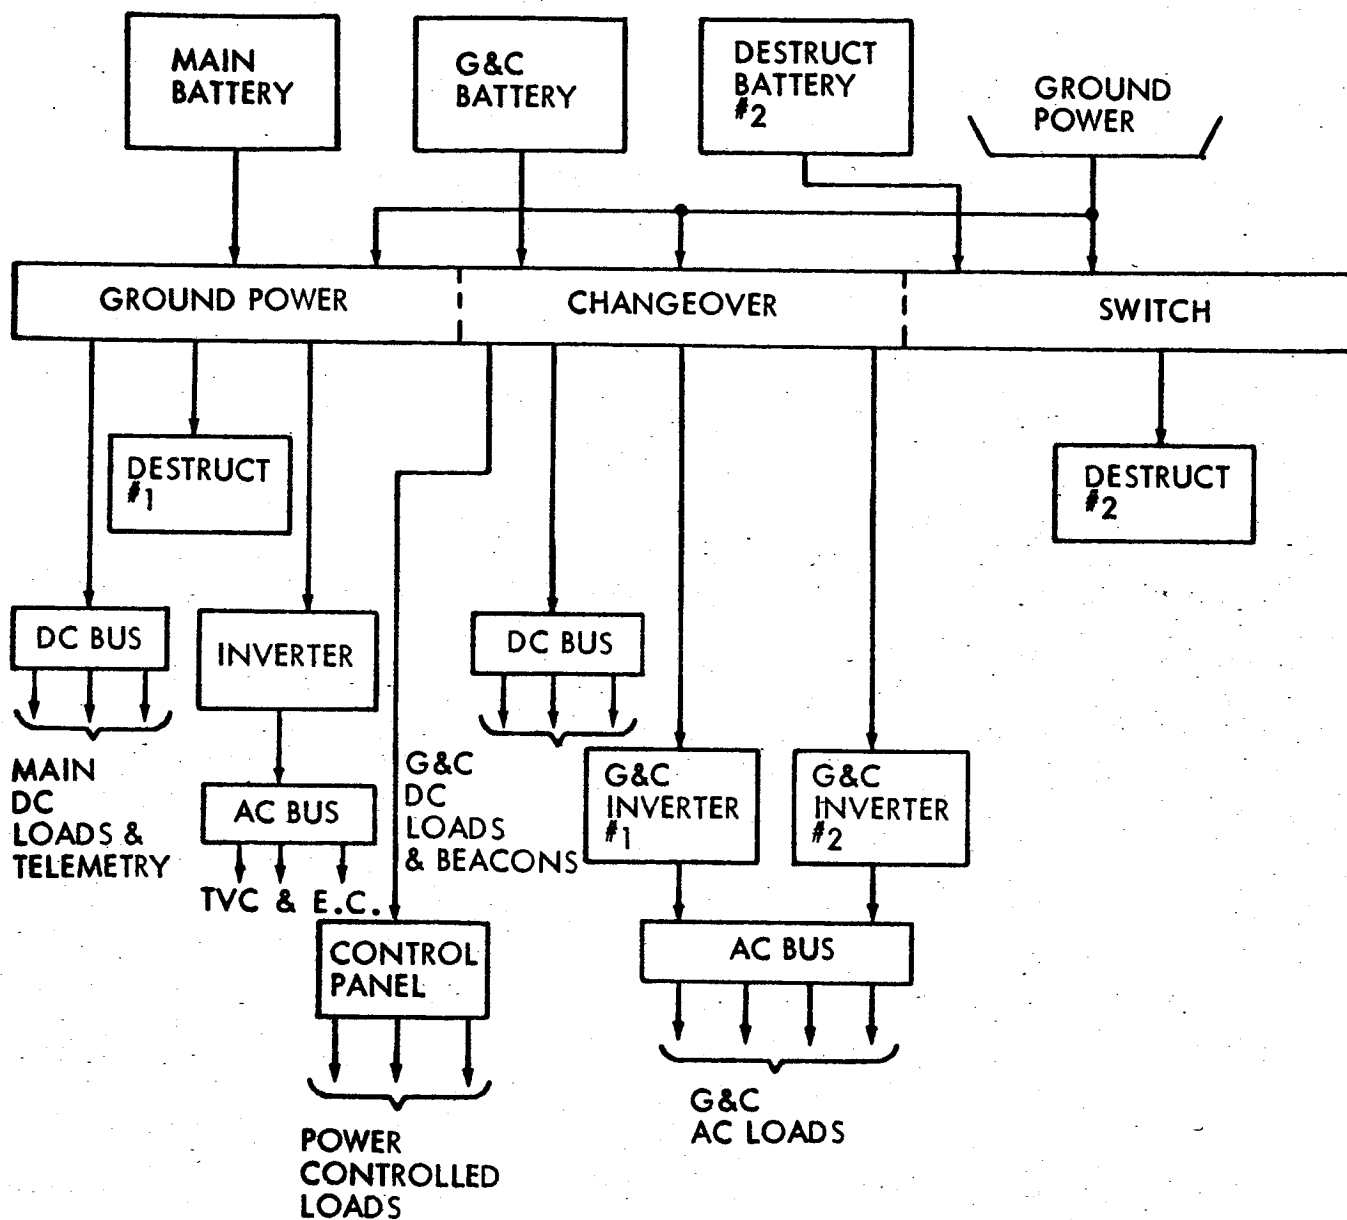 MAIN
BATTERY
G&C
BATTERY
DESTRUCT
BATTERY
#2
GROUND
POWER
GROUND POWER
CHANGEOVER
SWITCH
DESTRUCT
#1
DESTRUCT
#2
DC BUS
INVERTER
DC BUS
MAIN
DC
LOADS &
TELEMETRY
AC BUS
TVC & E.C.
G&C
DC
LOADS
& BEACONS
G&C
INVERTER
#1
G&C
INVERTER
#2
CONTROL
PANEL
AC BUS
POWER
CONTROLLED
LOADS
G&C
AC LOADS